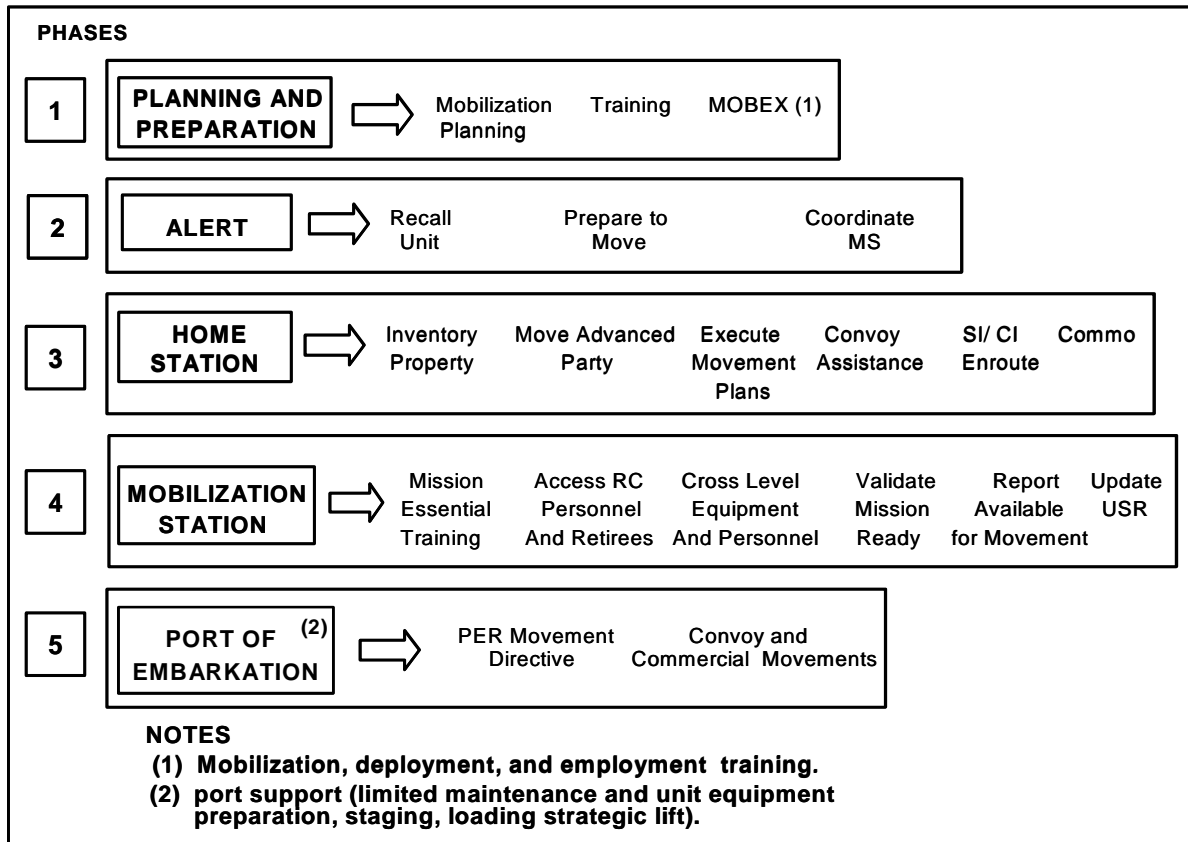 PHASES
1
PLANNING AND
PREPARATION
Mobilization Training MOBEX (1)
Planning
2
ALERT
Recall Prepare to Coordinate
Unit Move MS
3
HOME
STATION
Inventory Move Advanced Execute Convoy SI/ CI Commo
Property Party Movement Assistance Enroute
Plans
4
MOBILIZATION
STATION
Mission Access RC Cross Level Validate Report Update
Essential Personnel Equipment Mission Available USR
Training And Retirees And Personnel Ready for Movement
5
PORT OF (2)
EMBARKATION
PER Movement Convoy and
Directive Commercial Movements
NOTES
(1) Mobilization, deployment, and employment training.
(2) port support (limited maintenance and unit equipment
preparation, staging, loading strategic lift).